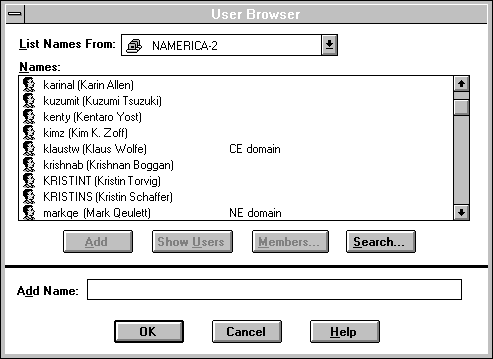 User Browser
List Names From: NAMERICA-2
Names:
karinal (Karin Allen)
kuzumit (Kuzumi Tsuzuki)
kenty (Kentaro Yost)
kimz (Kim K. Zoff)
klaustw (Klaus Wolfe) CE domain
krishnab (Krishnan Boggan)
KRISTINT (Kristin Torvig)
KRISTINS (Kristin Schaffer)
markqe (Mark Qeulett) NE domain
Add Show Users Members... Search...
Add Name:
OK Cancel Help